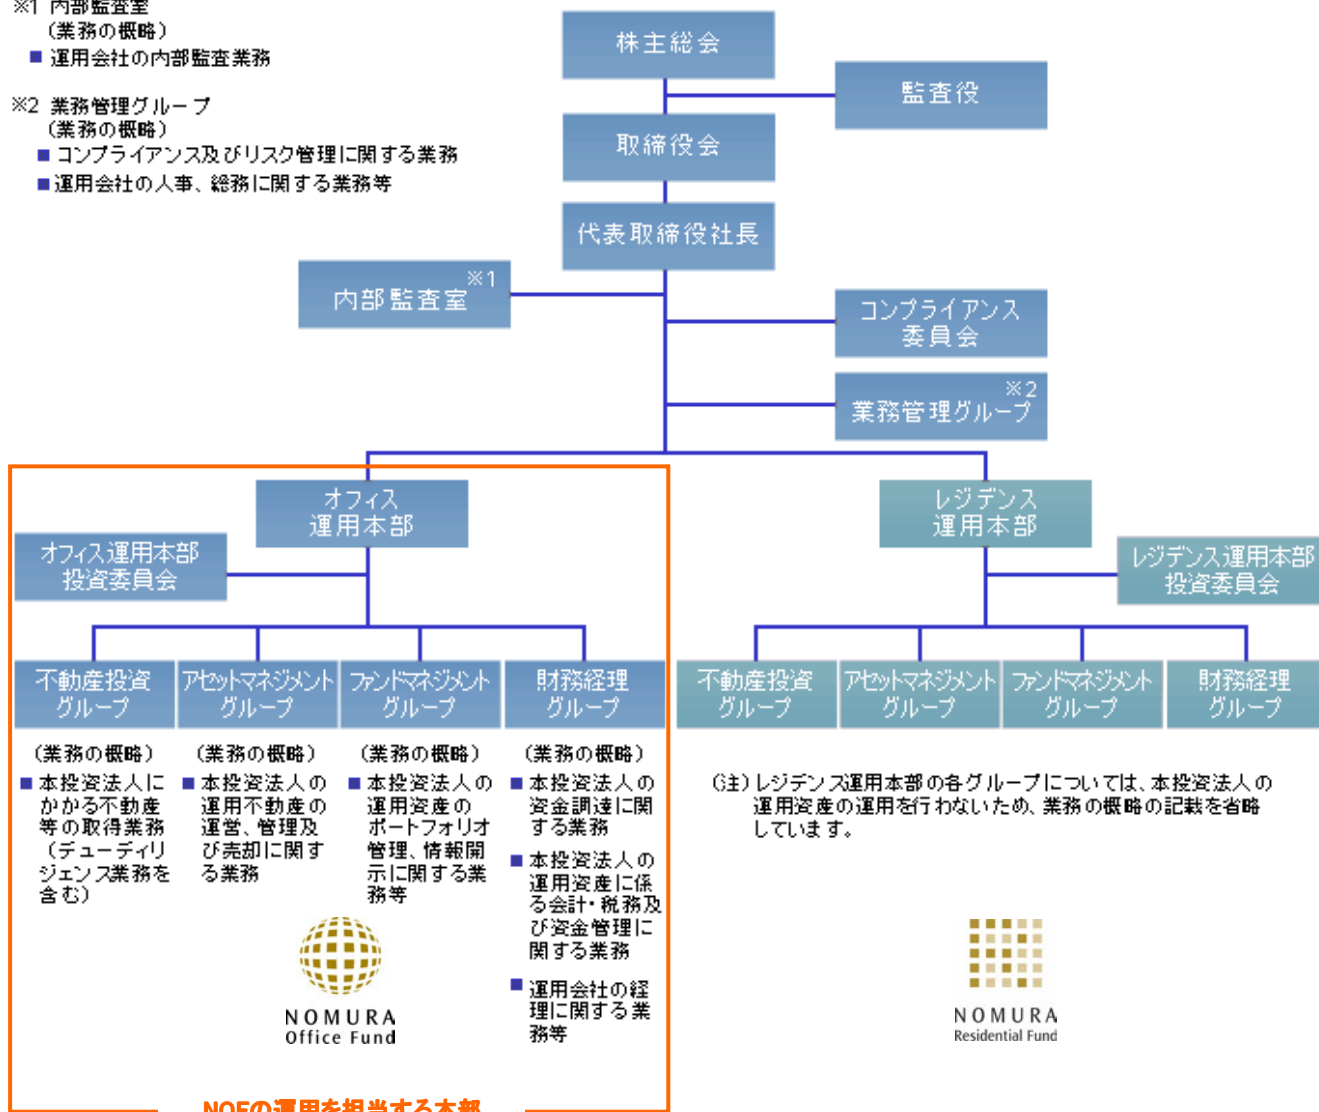 ※1 内部監査室
(業務の概略)
■ 運用会社の内部監査業務
※2 業務管理グループ
(業務の概略)
■ コンプライアンス及びリスク管理に関する業務
■ 運用会社の人事、総務に関する業務等
株主総会
監査役
取締役会
代表取締役社長
内部監査室※1
コンプライアンス
委員会
業務管理グループ※2
オフィス
運用本部
オフィス運用本部
投資委員会
不動産投資
グループ
アセットマネジメント
グループ
ファンドマネジメント
グループ
財務経理
グループ
レジデンス
運用本部
レジデンス運用本部
投資委員会
不動産投資
グループ
アセットマネジメント
グループ
ファンドマネジメント
グループ
財務経理
グループ
(業務の概略)
■ 本投資法人に
かかる不動産
等の取得業務
(デューディリ
ジェンス業務を
含む)
(業務の概略)
■ 本投資法人の
運用不動産の
運営、管理及
び売却に関す
る業務
(業務の概略)
■ 本投資法人の
運用資産の
ポートフォリオ
管理、情報開
示に関する業
務等
(業務の概略)
■ 本投資法人の
資金調達に関
する業務
■ 本投資法人の
運用資産に係
る会計・税務及
び資金管理に
関する業務
■ 運用会社の経
理に関する業
務等
(注) レジデンス運用本部の各グループについては、本投資法人の
運用資産の運用を行わないため、業務の概略の記載を省略
しています。
NOMURA
Office Fund
NOMURA
Residential Fund
NOFの運用を担当する本部